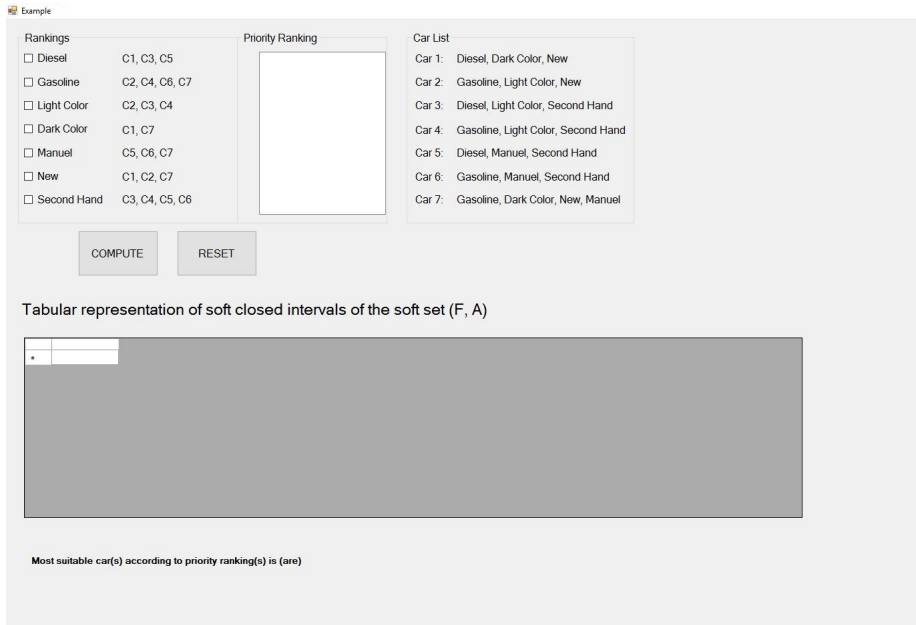 Example
Rankings
Priority Ranking
Car List
Diesel C1, C3, C5
Gasoline C2, C4, C6, C7
Light Color C2, C3, C4
Dark Color C1, C7
Manuel C5, C6, C7
New C1, C2, C7
Second Hand C3, C4, C5, C6
Car 1: Diesel, Dark Color, New
Car 2: Gasoline, Light Color, New
Car 3: Diesel, Light Color, Second Hand
Car 4: Gasoline, Light Color, Second Hand
Car 5: Diesel, Manuel, Second Hand
Car 6: Gasoline, Manuel, Second Hand
Car 7: Gasoline, Dark Color, New, Manuel
COMPUTE RESET
Tabular representation of soft closed intervals of the soft set (F, A)
*
Most suitable car(s) according to priority ranking(s) is (are)